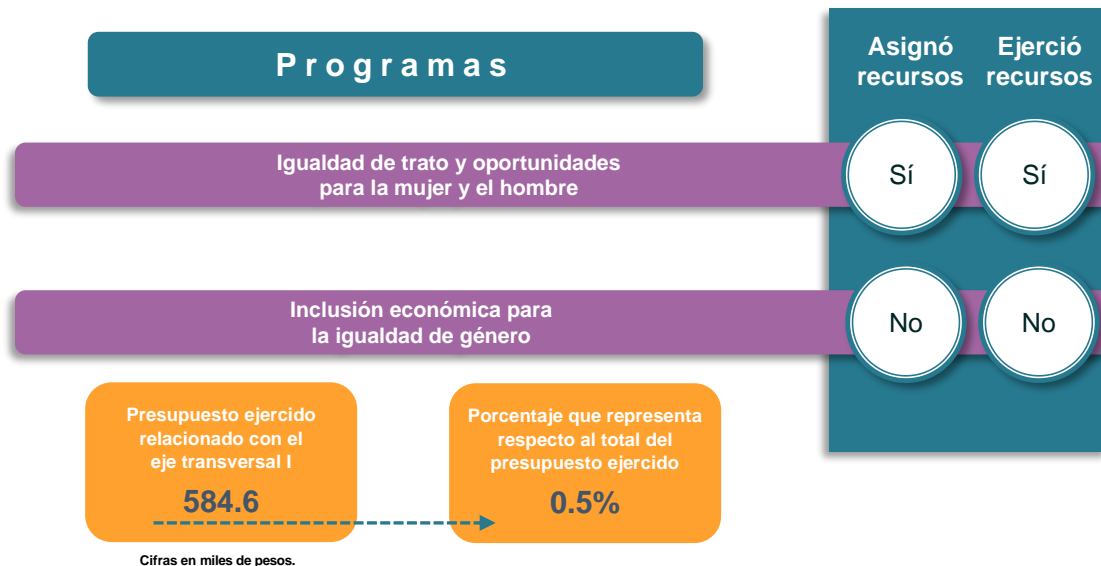 Programas
Asignó
recursos
Ejerció
recursos
Igualdad de trato y oportunidades
para la mujer y el hombre
Sí
Sí
Inclusión económica para
la igualdad de género
No
No
Presupuesto ejercido
relacionado con el
eje transversal I
584.6
Porcentaje que representa
respecto al total del
presupuesto ejercido
0.5%
Cifras en miles de pesos.